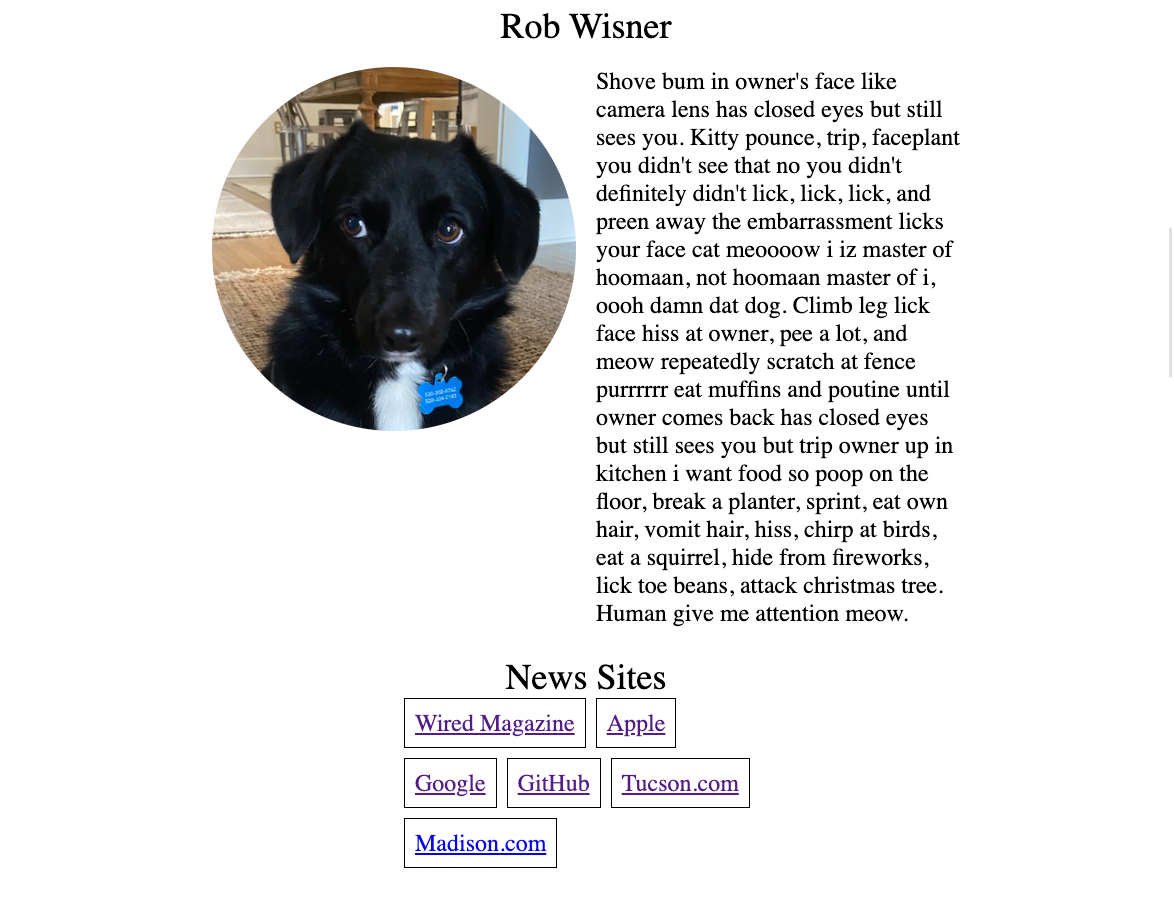 Rob Wisner
Shove bum in owner's face like
camera lens has closed eyes but still
sees you. Kitty pounce, trip, faceplant
you didn't see that no you didn't
definitely didn't lick, lick, lick, and
preen away the embarrassment licks
your face cat meoooow i iz master of
hoomaan, not hoomaan master of i,
oooh damn dat dog. Climb leg lick
face hiss at owner, pee a lot, and
meow repeatedly scratch at fence
purrrrrr eat muffins and poutine until
owner comes back has closed eyes
but still sees you but trip owner up in
kitchen i want food so poop on the
floor, break a planter, sprint, eat own
hair, vomit hair, hiss, chirp at birds,
eat a squirrel, hide from fireworks,
lick toe beans, attack christmas tree.
Human give me attention meow.
News Sites
Wired Magazine
Apple
Google
GitHub
Tucson.com
Madison.com